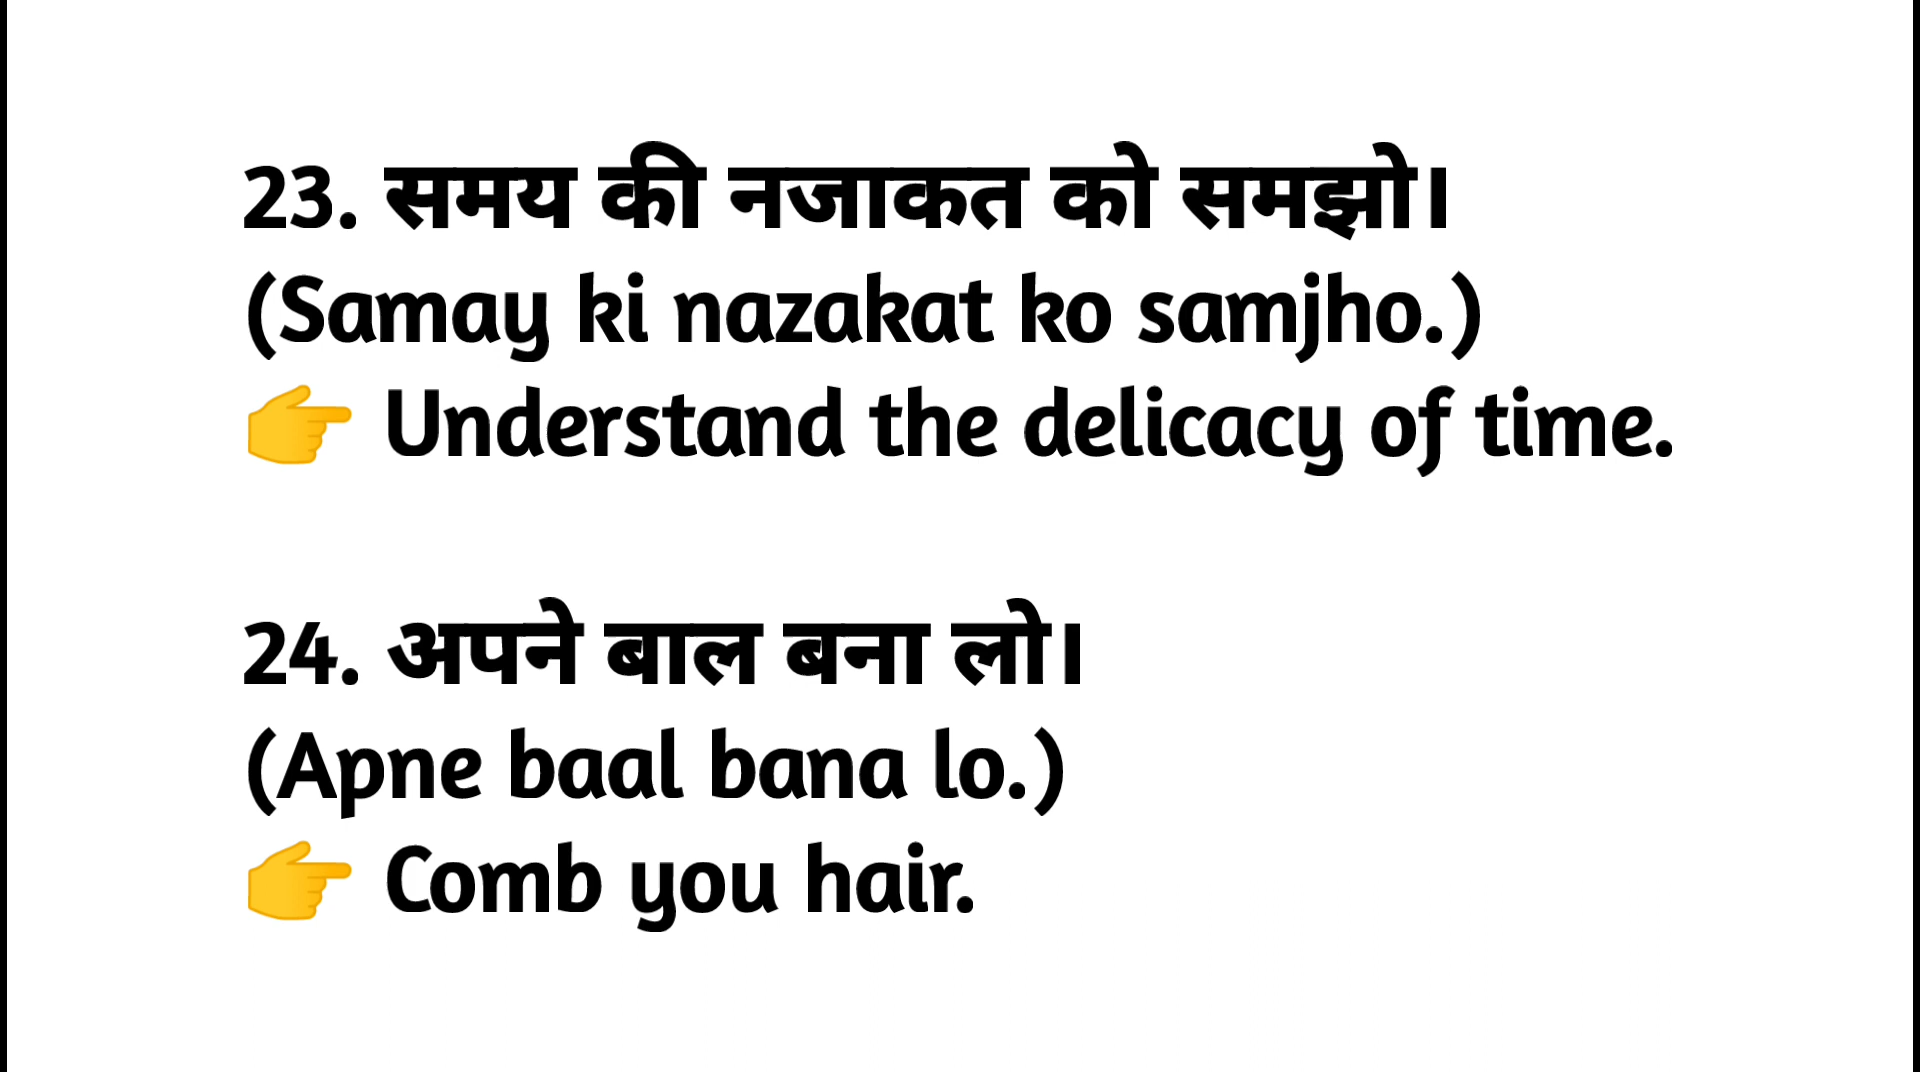 23. समय की नजाकत को समझो।
(Samay ki nazakat ko samjho.)
👉 Understand the delicacy of time.
24. अपने बाल बना लो।
(Apne baal bana lo.)
👉 Comb you hair.